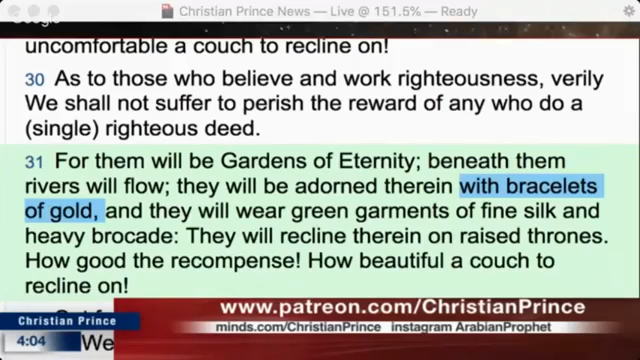 Christian Prince News — Live @ 151.5% — Ready
uncomfortable a couch to recline on!
30 As to those who believe and work righteousness, verily
We shall not suffer to perish the reward of any who do a
(single) righteous deed.
31 For them will be Gardens of Eternity; beneath them
rivers will flow; they will be adorned therein with bracelets
of gold, and they will wear green garments of fine silk and
heavy brocade: They will recline therein on raised thrones.
How good the recompense! How beautiful a couch to
recline on!
www.patreon.com/ChristianPrince
Christian Prince
minds.com/ChristianPrince instagram ArabianProphet
4:04
We